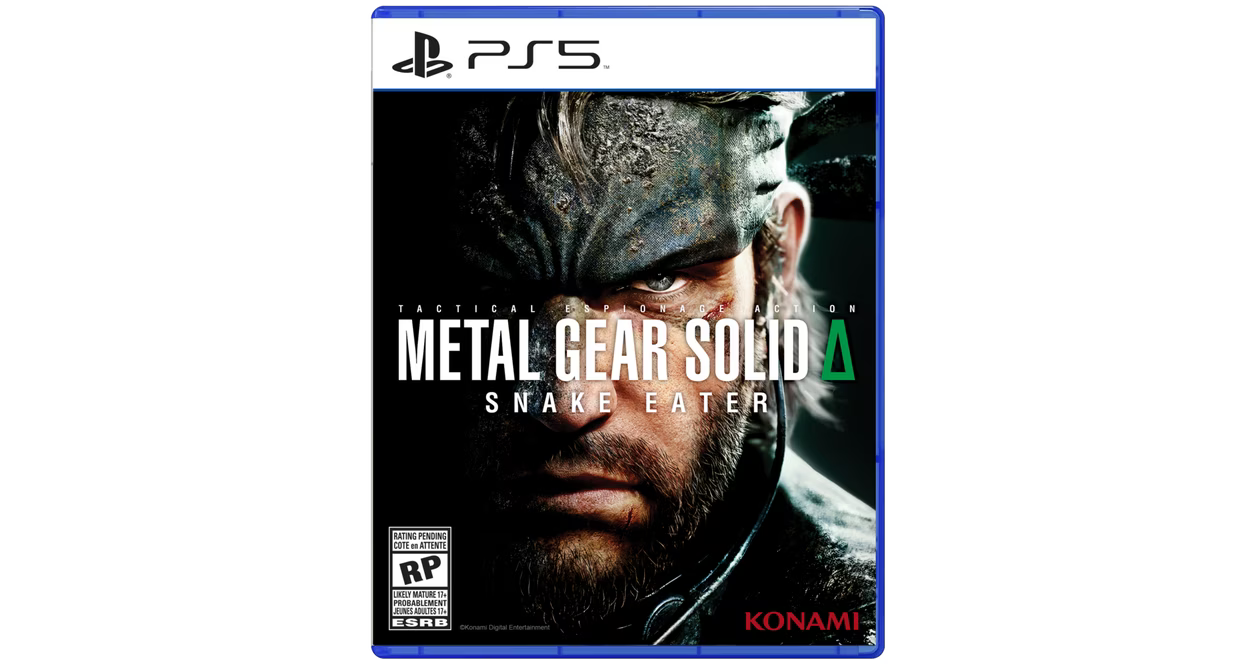 PS5™
TACTICAL ESPIONAGE ACTION
METAL GEAR SOLID Δ
SNAKE EATER
RATING PENDING
COTE en ATTENTE
RP
LIKELY MATURE 17+
PROBABLEMENT
JEUNES ADULTES 17+
ESRB
©Konami Digital Entertainment
KONAMI